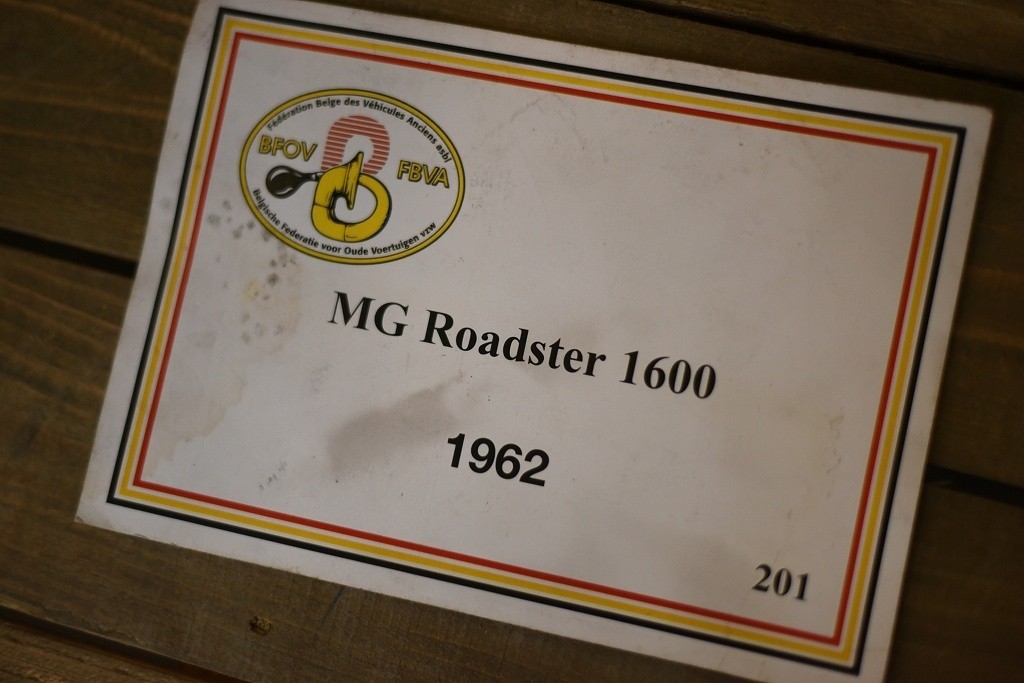 Fédération Belge des Véhicules Anciens asbl
BFOV
FBVA
Belgische Federatie voor Oude Voertuigen vzw
MG Roadster 1600
1962
201